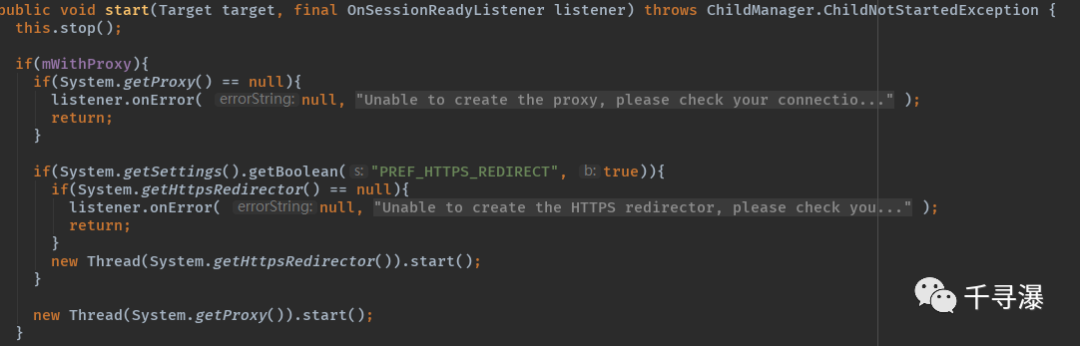 public void start(Target target, final OnSessionReadyListener listener) throws ChildManager.ChildNotStartedException {
this.stop();
if(mWithProxy){
if(System.getProxy() == null){
listener.onError( errorString: null, "Unable to create the proxy, please check your connectio..." );
return;
}
if(System.getSettings().getBoolean( s: "PREF_HTTPS_REDIRECT", b: true)){
if(System.getHttpsRedirector() == null){
listener.onError( errorString: null, "Unable to create the HTTPS redirector, please check you..." );
return;
}
new Thread(System.getHttpsRedirector()).start();
}
new Thread(System.getProxy()).start();
}
千寻瀑